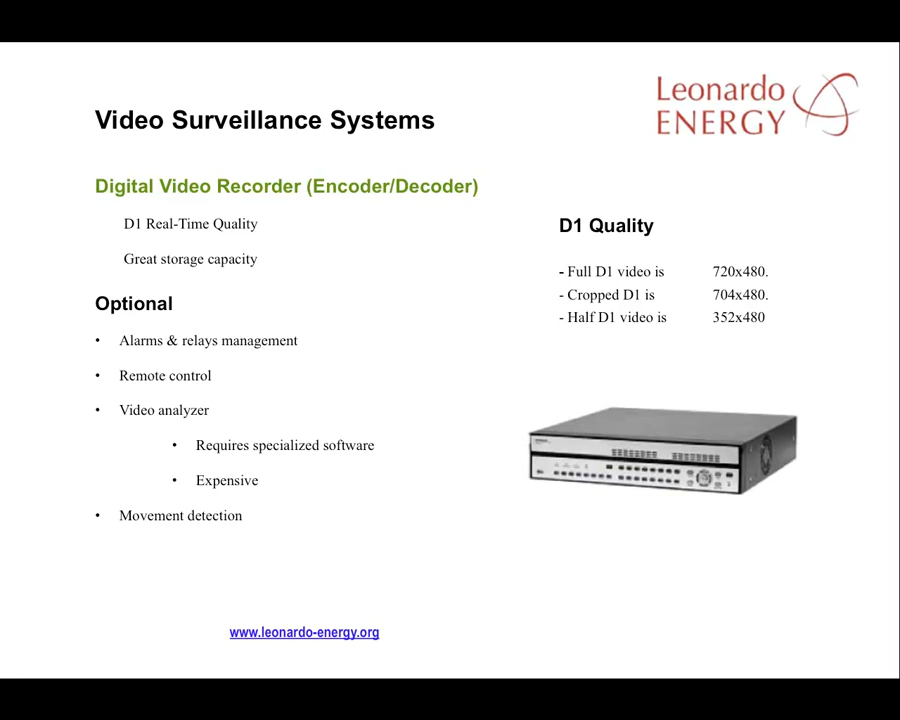 Leonardo
ENERGY
Video Surveillance Systems
Digital Video Recorder (Encoder/Decoder)
D1 Real-Time Quality
Great storage capacity
Optional
• Alarms & relays management
• Remote control
• Video analyzer
• Requires specialized software
• Expensive
• Movement detection
D1 Quality
- Full D1 video is 720x480.
- Cropped D1 is 704x480.
- Half D1 video is 352x480
www.leonardo-energy.org